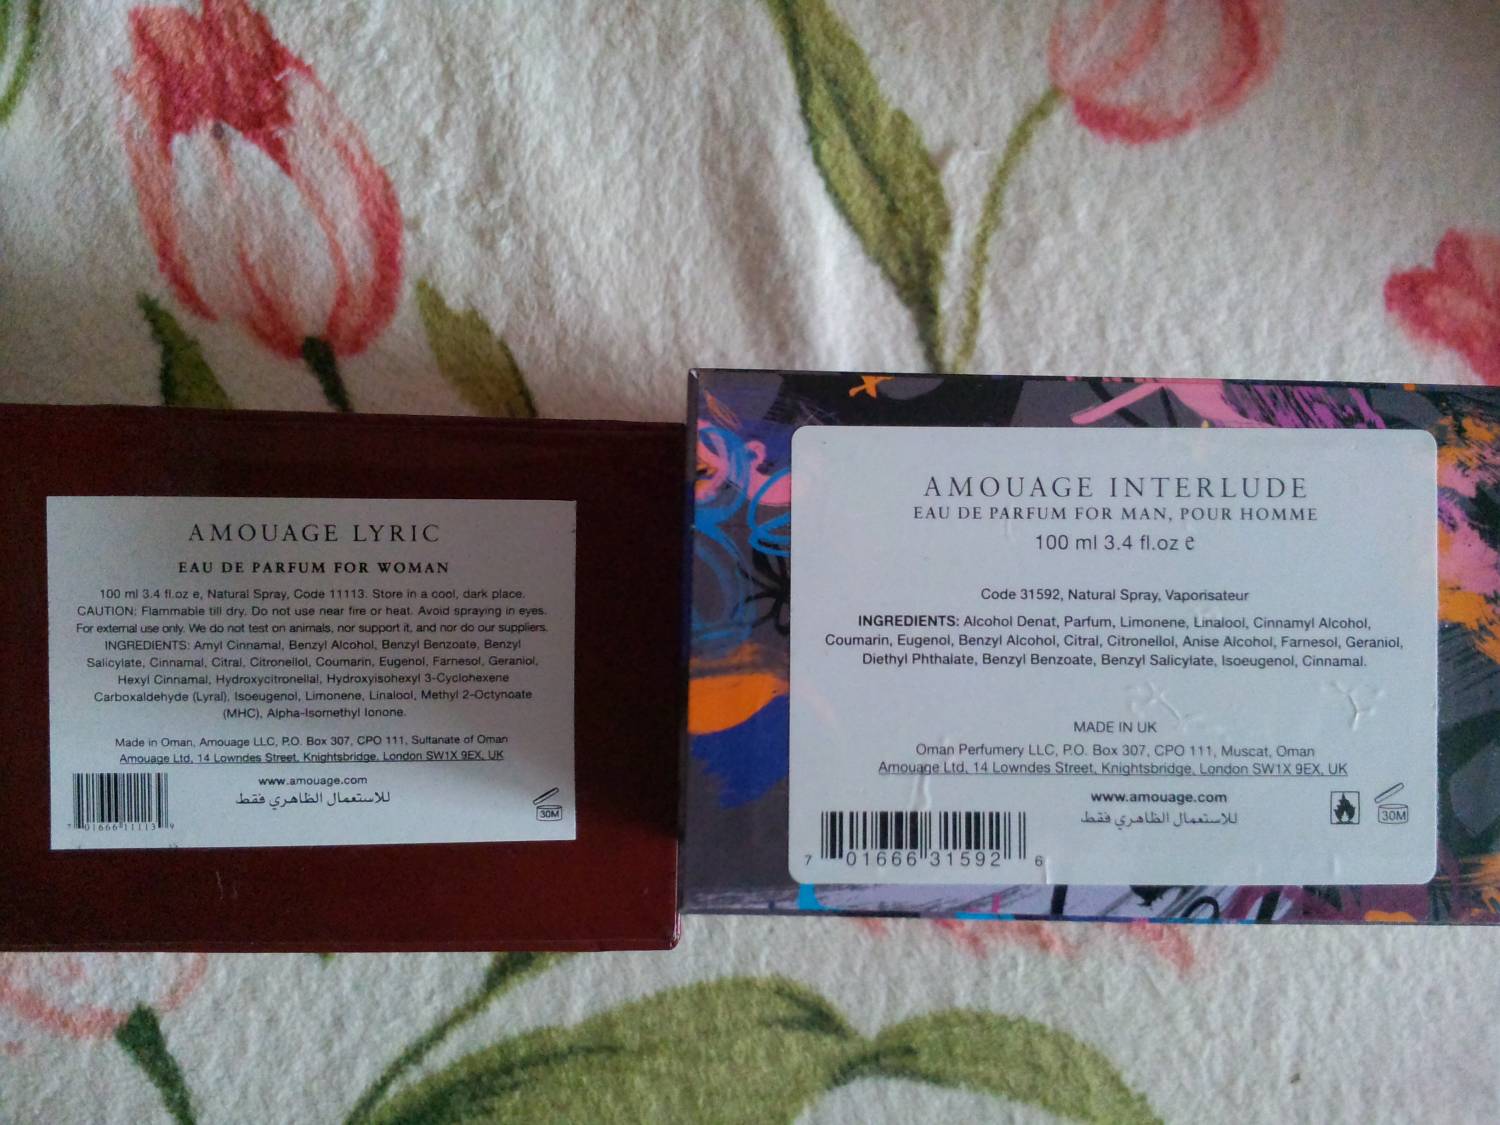 AMOUAGE LYRIC
EAU DE PARFUM FOR WOMAN
100 ml 3.4 fl.oz e, Natural Spray, Code 11113. Store in a cool, dark place.
CAUTION: Flammable till dry. Do not use near fire or heat. Avoid spraying in eyes.
For external use only. We do not test on animals, nor support it, and nor do our suppliers.
INGREDIENTS: Amyl Cinnamal, Benzyl Alcohol, Benzyl Benzoate, Benzyl
Salicylate, Cinnamal, Citral, Citronellol, Coumarin, Eugenol, Farnesol, Geraniol,
Hexyl Cinnamal, Hydroxycitronellal, Hydroxyisohexyl 3-Cyclohexene
Carboxaldehyde (Lyral), Isoeugenol, Limonene, Linalool, Methyl 2-Octynoate
(MHC), Alpha-Isomethyl Ionone.
Made in Oman, Amouage LLC, P.O. Box 307, CPO 111, Sultanate of Oman
Amouage Ltd, 14 Lowndes Street, Knightsbridge, London SW1X 9EX, UK
www.amouage.com
للاستعمال الظاهري فقط
30M
7 01666 11113 9
AMOUAGE INTERLUDE
EAU DE PARFUM FOR MAN, POUR HOMME
100 ml 3.4 fl.oz e
Code 31592, Natural Spray, Vaporisateur
INGREDIENTS: Alcohol Denat, Parfum, Limonene, Linalool, Cinnamyl Alcohol,
Coumarin, Eugenol, Benzyl Alcohol, Citral, Citronellol, Anise Alcohol, Farnesol, Geraniol,
Diethyl Phthalate, Benzyl Benzoate, Benzyl Salicylate, Isoeugenol, Cinnamal.
MADE IN UK
Oman Perfumery LLC, P.O. Box 307, CPO 111, Muscat, Oman
Amouage Ltd, 14 Lowndes Street, Knightsbridge, London SW1X 9EX, UK
www.amouage.com
للاستعمال الظاهري فقط
30M
7 01666 31592 6